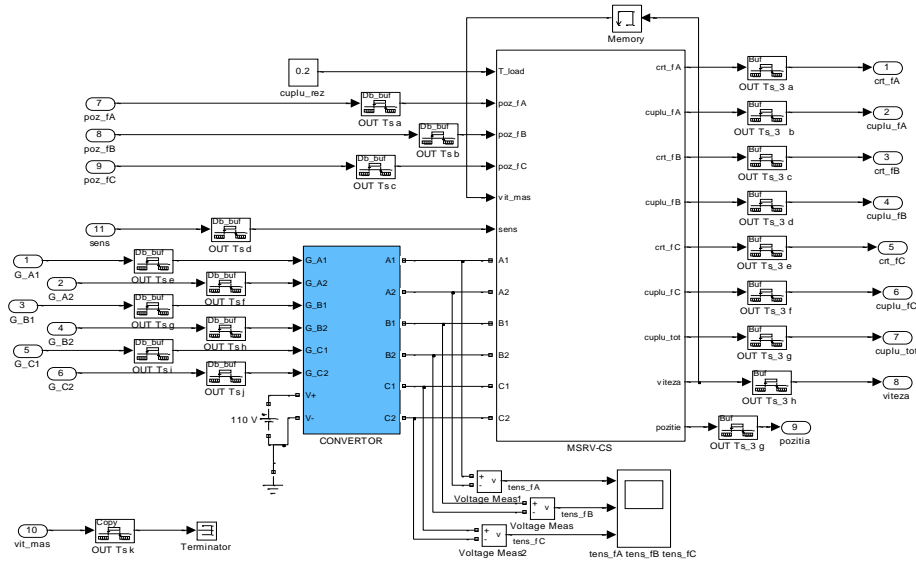 Memory
0.2
cuplu_rez
7
poz_fA
Db_buf
OUT Ts a
8
poz_fB
Db_buf
OUT Ts b
9
poz_fC
Db_buf
OUT Ts c
11
sens
Db_buf
OUT Ts d
1
G_A1
Db_buf
OUT Ts e
2
G_A2
Db_buf
OUT Ts f
3
G_B1
Db_buf
OUT Ts g
4
G_B2
Db_buf
OUT Ts h
5
G_C1
Db_buf
OUT Ts i
6
G_C2
Db_buf
OUT Ts j
110 V
G_A1
G_A2
G_B1
G_B2
G_C1
G_C2
V+
V-
A1
A2
B1
B2
C1
C2
CONVERTOR
T_load
poz_fA
poz_fB
poz_fC
vit_mas
sens
A1
A2
B1
B2
C1
C2
crt_fA
cuplu_fA
crt_fB
cuplu_fB
crt_fC
cuplu_fC
cuplu_tot
viteza
pozitie
MSRV-CS
Buf
OUT Ts_3 a
1
crt_fA
Buf
OUT Ts_3 b
2
cuplu_fA
Buf
OUT Ts_3 c
3
crt_fB
Buf
OUT Ts_3 d
4
cuplu_fB
Buf
OUT Ts_3 e
5
crt_fC
Buf
OUT Ts_3 f
6
cuplu_fC
Buf
OUT Ts_3 g
7
cuplu_tot
Buf
OUT Ts_3 h
8
viteza
Buf
OUT Ts_3 g
9
pozitia
+
-
v
tens_fA
Voltage Meas1
+
-
v
tens_fB
Voltage Meas
+
-
v
tens_fC
Voltage Meas2
tens_fA tens_fB tens_fC
10
vit_mas
Copy
OUT Ts k
Terminator